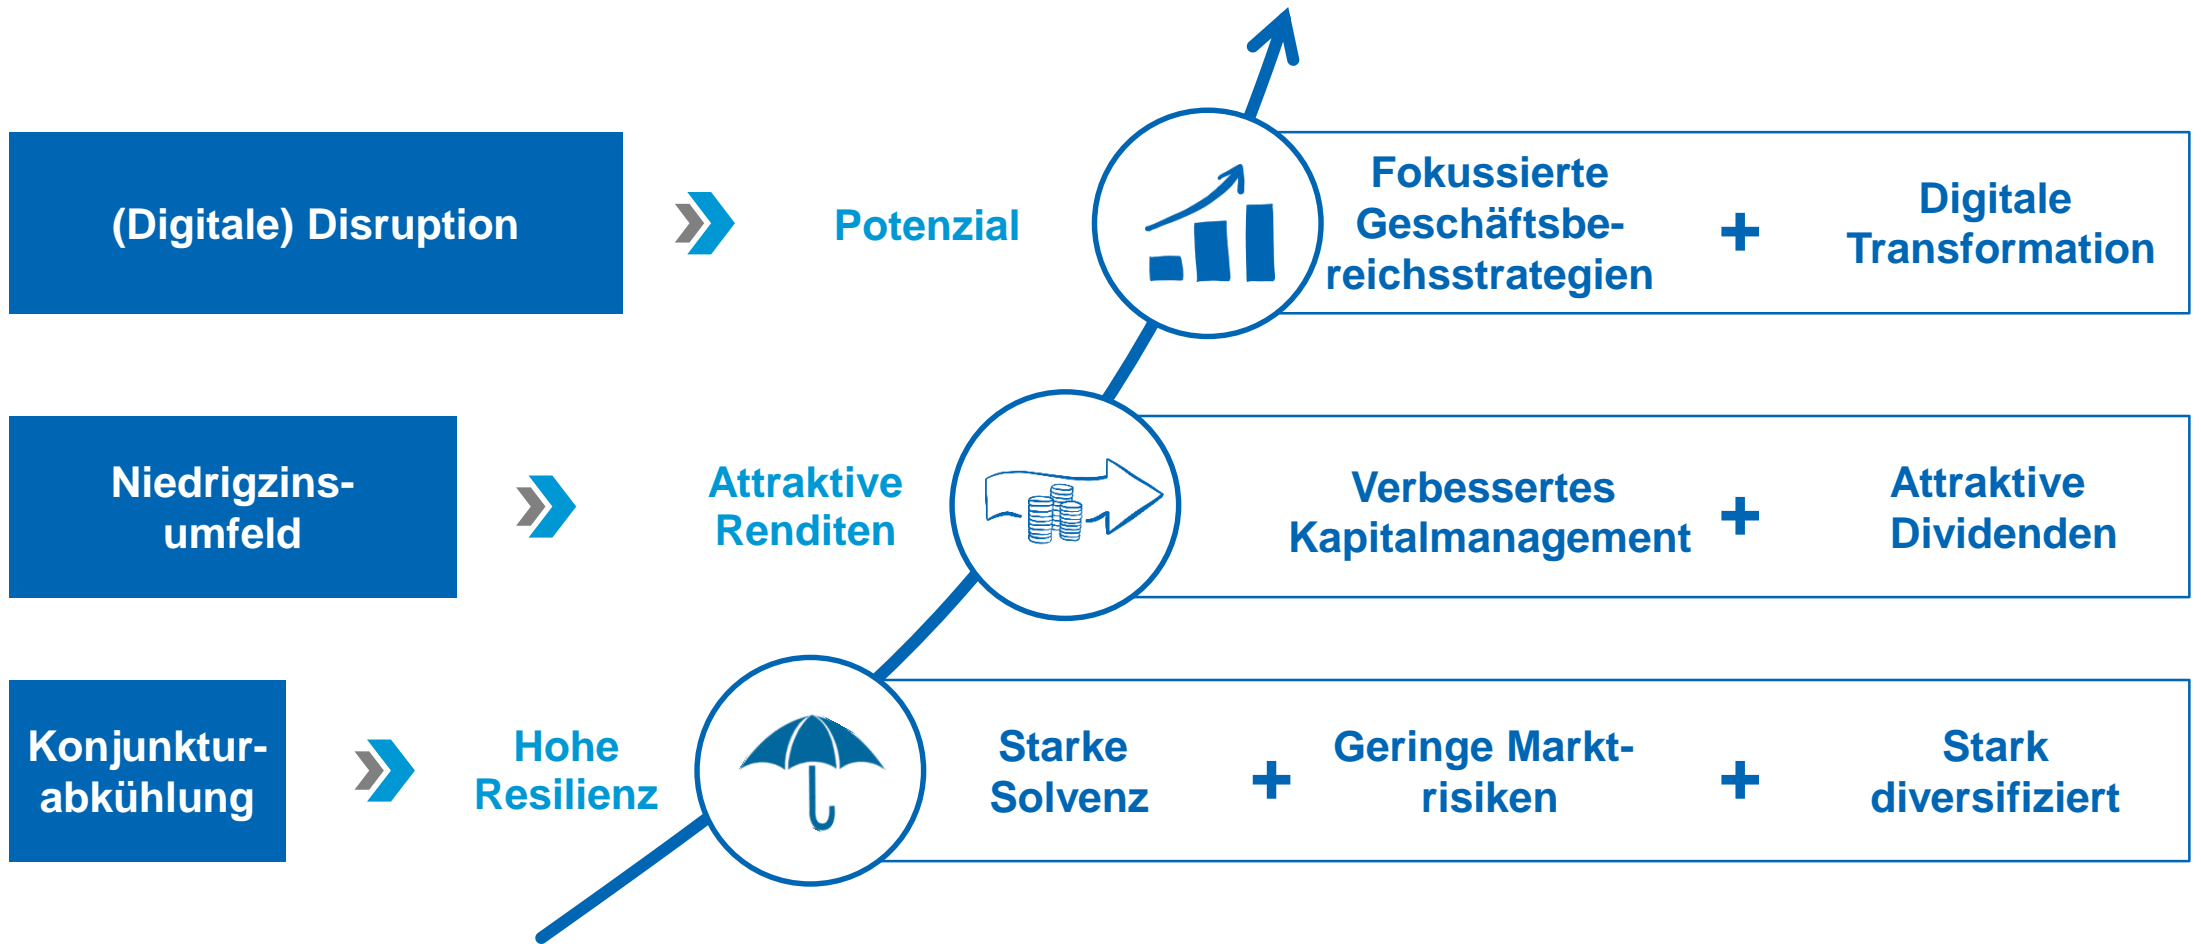 (Digitale) Disruption
Potenzial
Fokussierte
Geschäftsbe-
reichsstrategien
+
Digitale
Transformation
Niedrigzins-
umfeld
Attraktive
Renditen
Verbessertes
Kapitalmanagement
+
Attraktive
Dividenden
Konjunktur-
abkühlung
Hohe
Resilienz
Starke
Solvenz
+
Geringe Markt-
risiken
+
Stark
diversifiziert